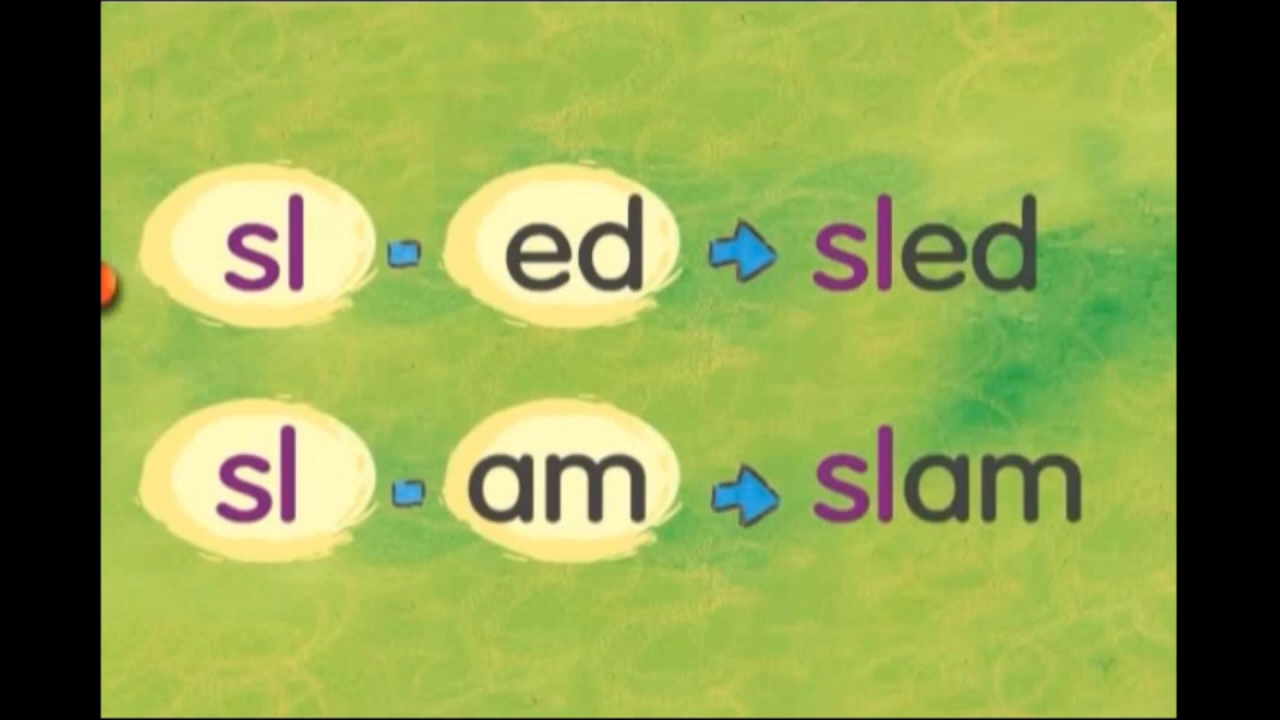 sl - ed → sled
sl - am → slam